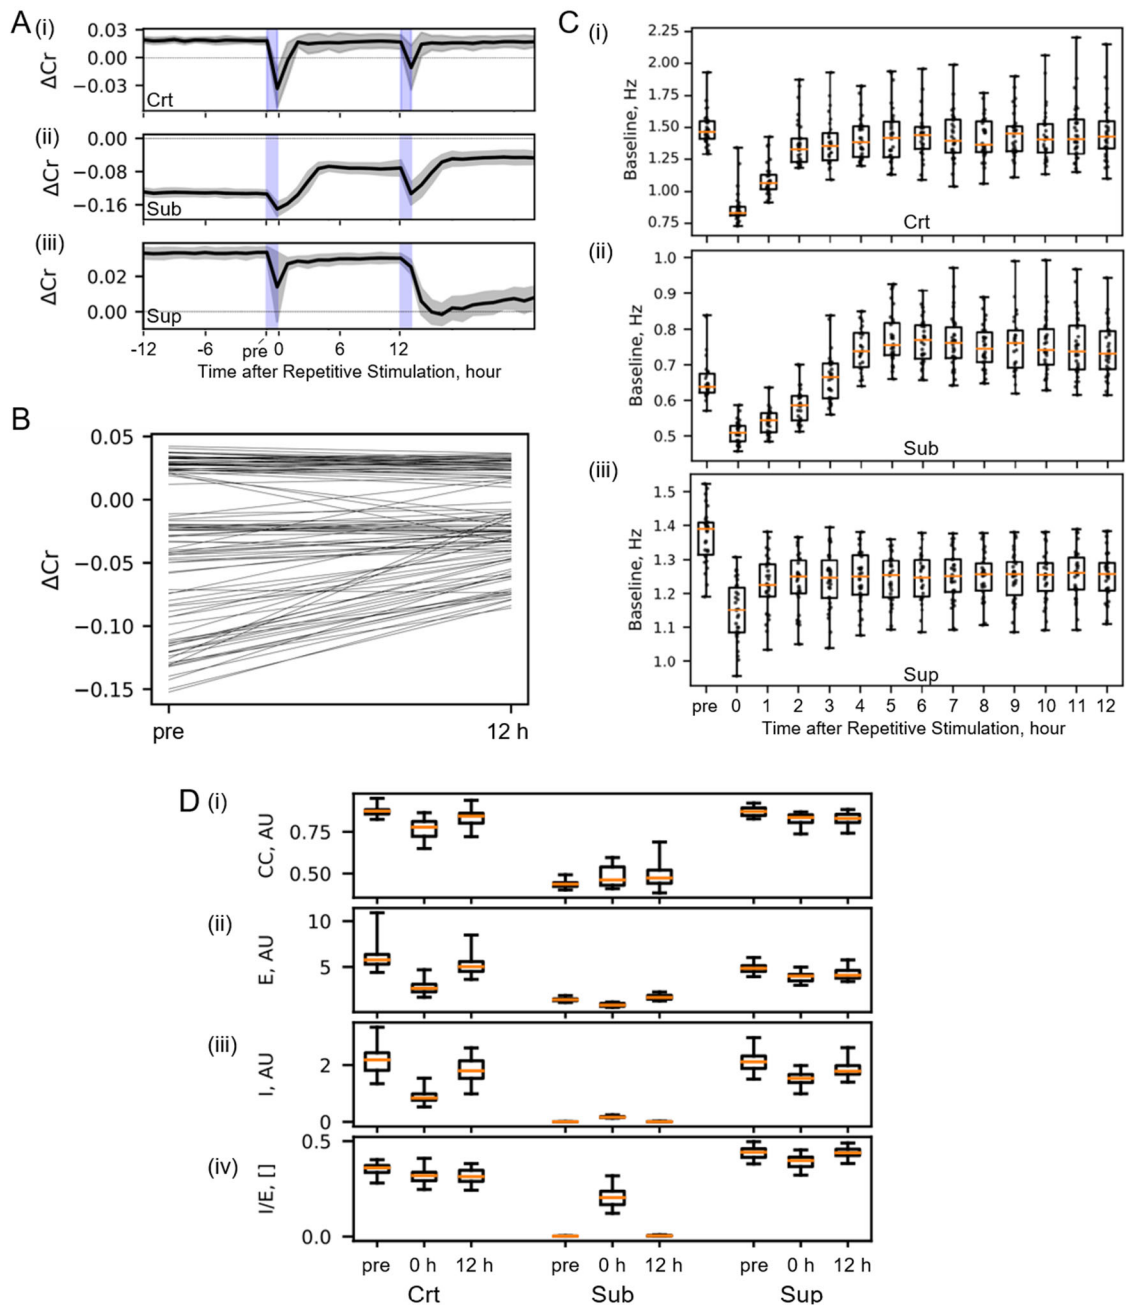 A (i)
0.03
0.00
−0.03
ΔCr
Crt
(ii)
0.00
−0.08
−0.16
ΔCr
Sub
(iii)
0.02
0.00
ΔCr
Sup
-12 -6 pre 0 6 12
Time after Repetitive Stimulation, hour
B
0.05
0.00
−0.05
−0.10
−0.15
ΔCr
pre 12 h
C (i)
2.25
2.00
1.75
1.50
1.25
1.00
0.75
Baseline, Hz
Crt
(ii)
1.0
0.9
0.8
0.7
0.6
0.5
Baseline, Hz
Sub
(iii)
1.5
1.4
1.3
1.2
1.1
1.0
Baseline, Hz
Sup
pre 0 1 2 3 4 5 6 7 8 9 10 11 12
Time after Repetitive Stimulation, hour
D (i)
0.75
0.50
CC, AU
(ii)
10
5
E, AU
(iii)
2
0
I, AU
(iv)
0.5
0.0
I/E, []
pre 0 h 12 h pre 0 h 12 h pre 0 h 12 h
Crt Sub Sup